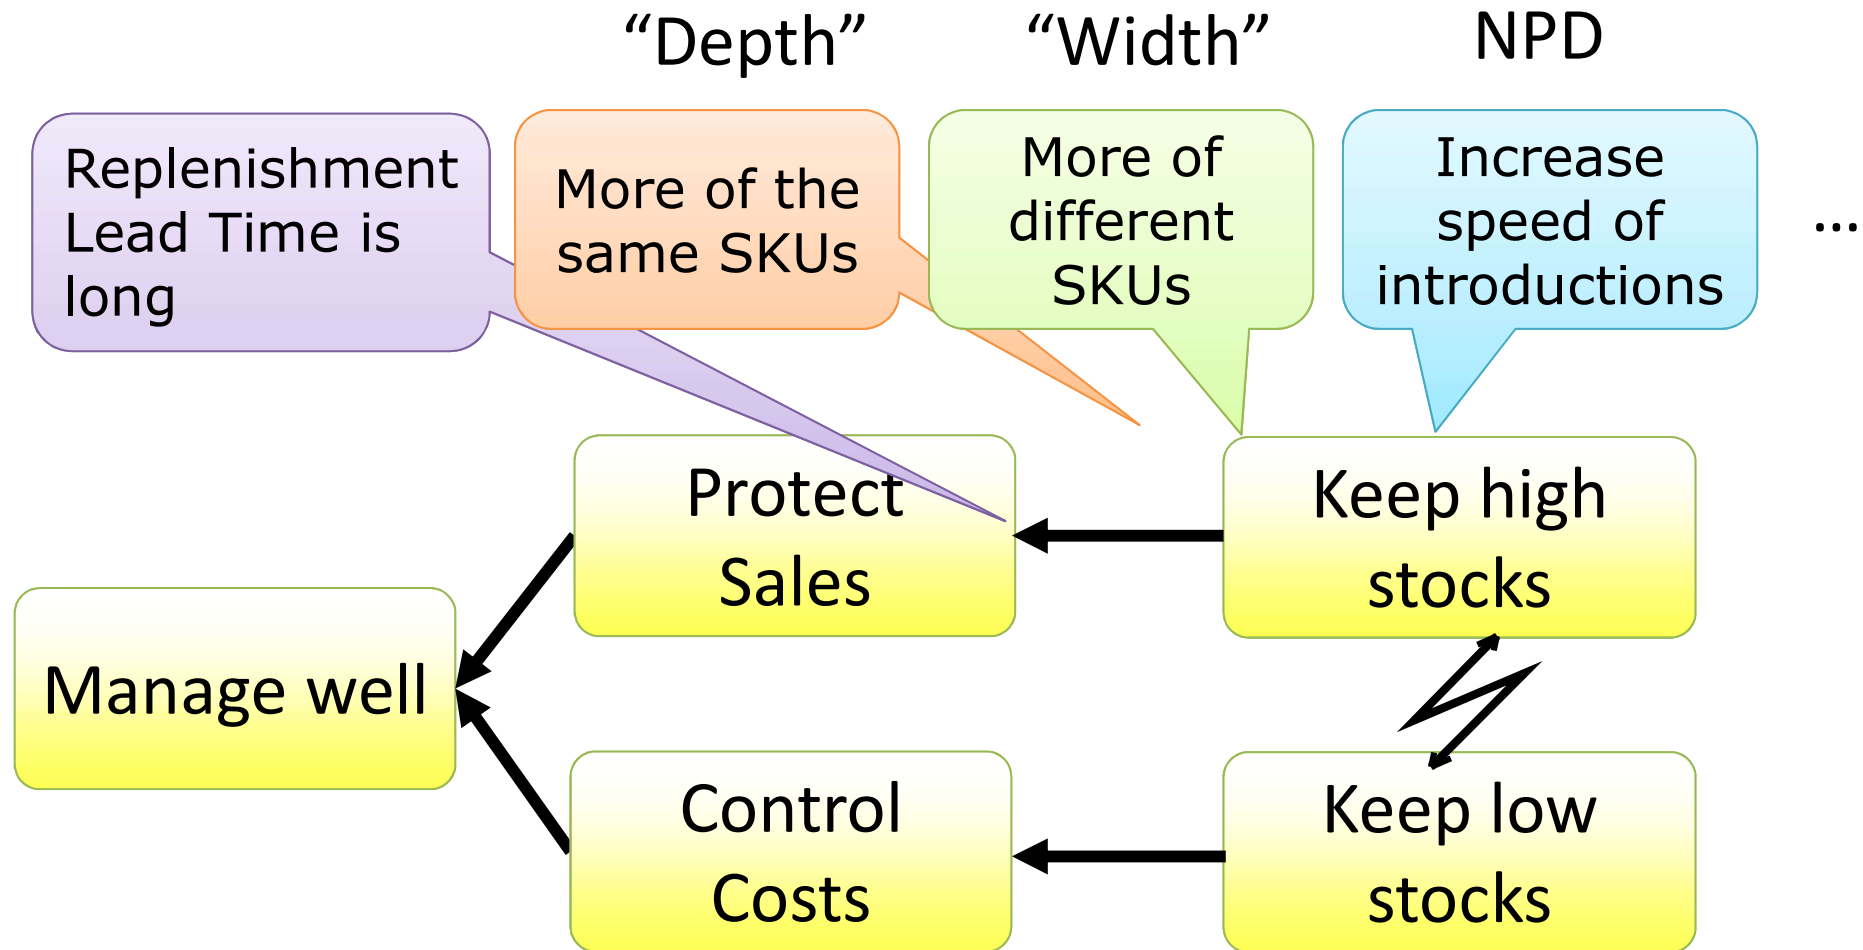 “Depth”
“Width”
NPD
Replenishment
Lead Time is
long
More of the
same SKUs
More of
different
SKUs
Increase
speed of
introductions
...
Protect
Sales
Keep high
stocks
Manage well
Control
Costs
Keep low
stocks